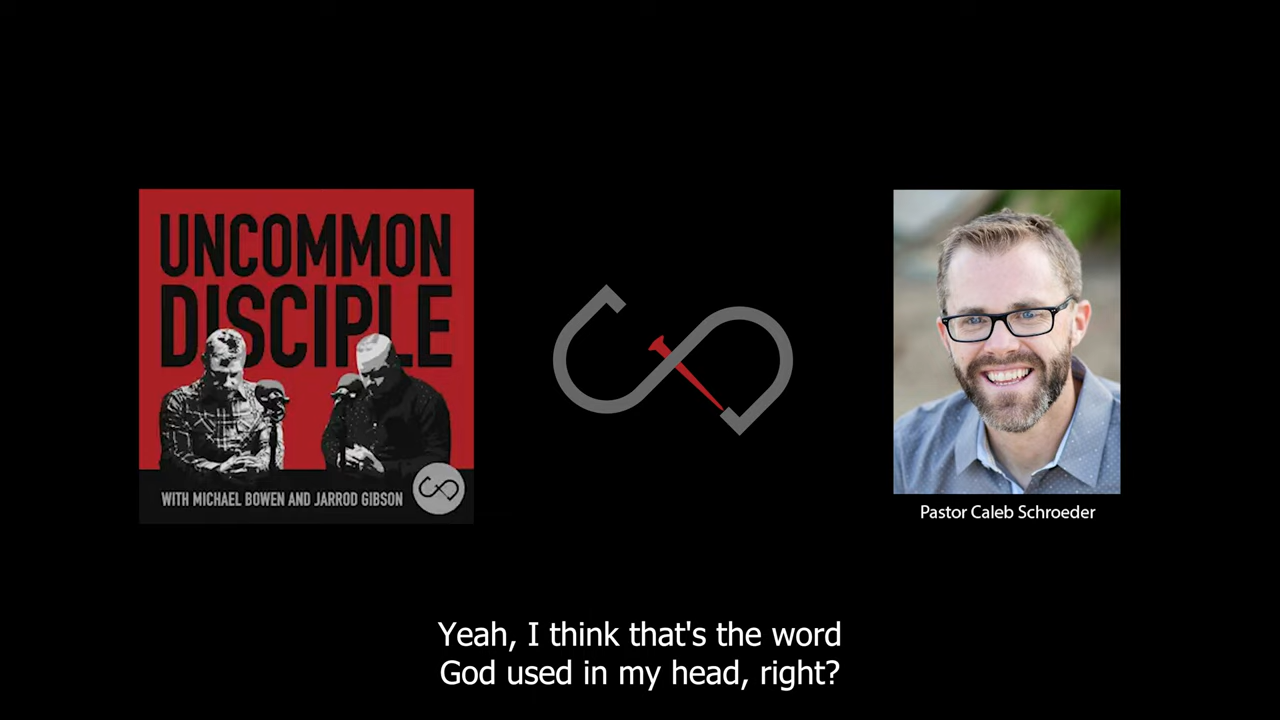 UNCOMMON
DISCIPLE
WITH MICHAEL BOWEN AND JARROD GIBSON
Pastor Caleb Schroeder
Yeah, I think that's the word
God used in my head, right?